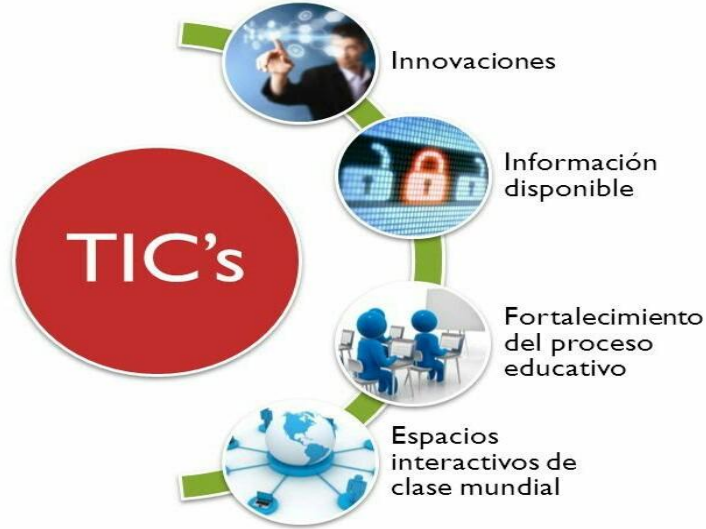 TIC's
Innovaciones
Información
disponible
Fortalecimiento
del proceso
educativo
Espacios
interactivos de
clase mundial